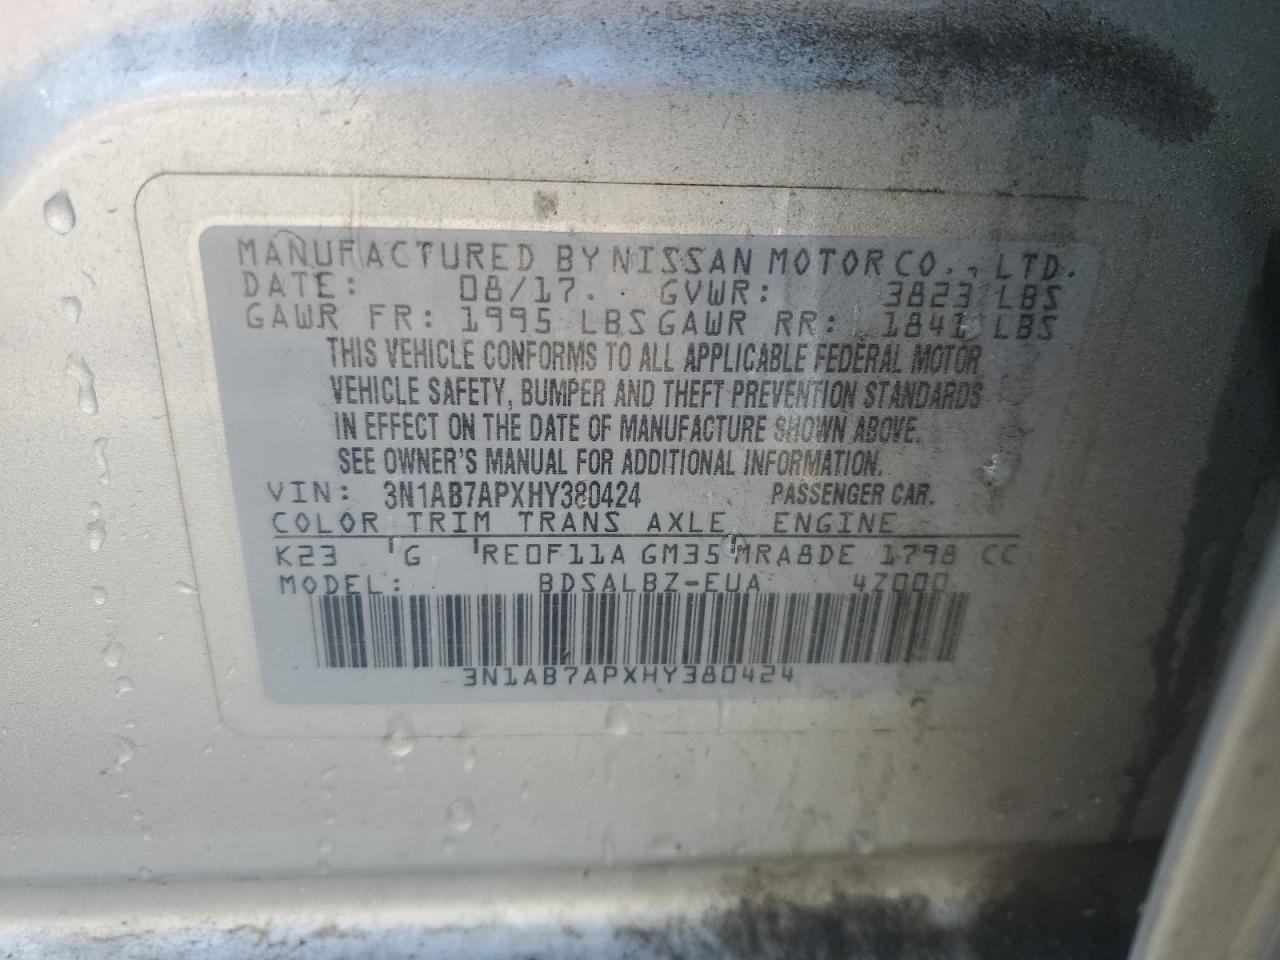 MANUFACTURED BY NISSAN MOTOR CO., LTD.
DATE: 08/17. GVWR: 3823 LBS
GAWR FR: 1995 LBS GAWR RR: 1841 LBS
THIS VEHICLE CONFORMS TO ALL APPLICABLE FEDERAL MOTOR
VEHICLE SAFETY, BUMPER AND THEFT PREVENTION STANDARDS
IN EFFECT ON THE DATE OF MANUFACTURE SHOWN ABOVE.
SEE OWNER'S MANUAL FOR ADDITIONAL INFORMATION.
VIN: 3N1AB7APXHY380424 PASSENGER CAR.
COLOR TRIM TRANS AXLE ENGINE
K23 G RE0F11A GM35 MRA8DE 1798 CC
MODEL: BDSALBZ-EUA 4Z000
3N1AB7APXHY380424